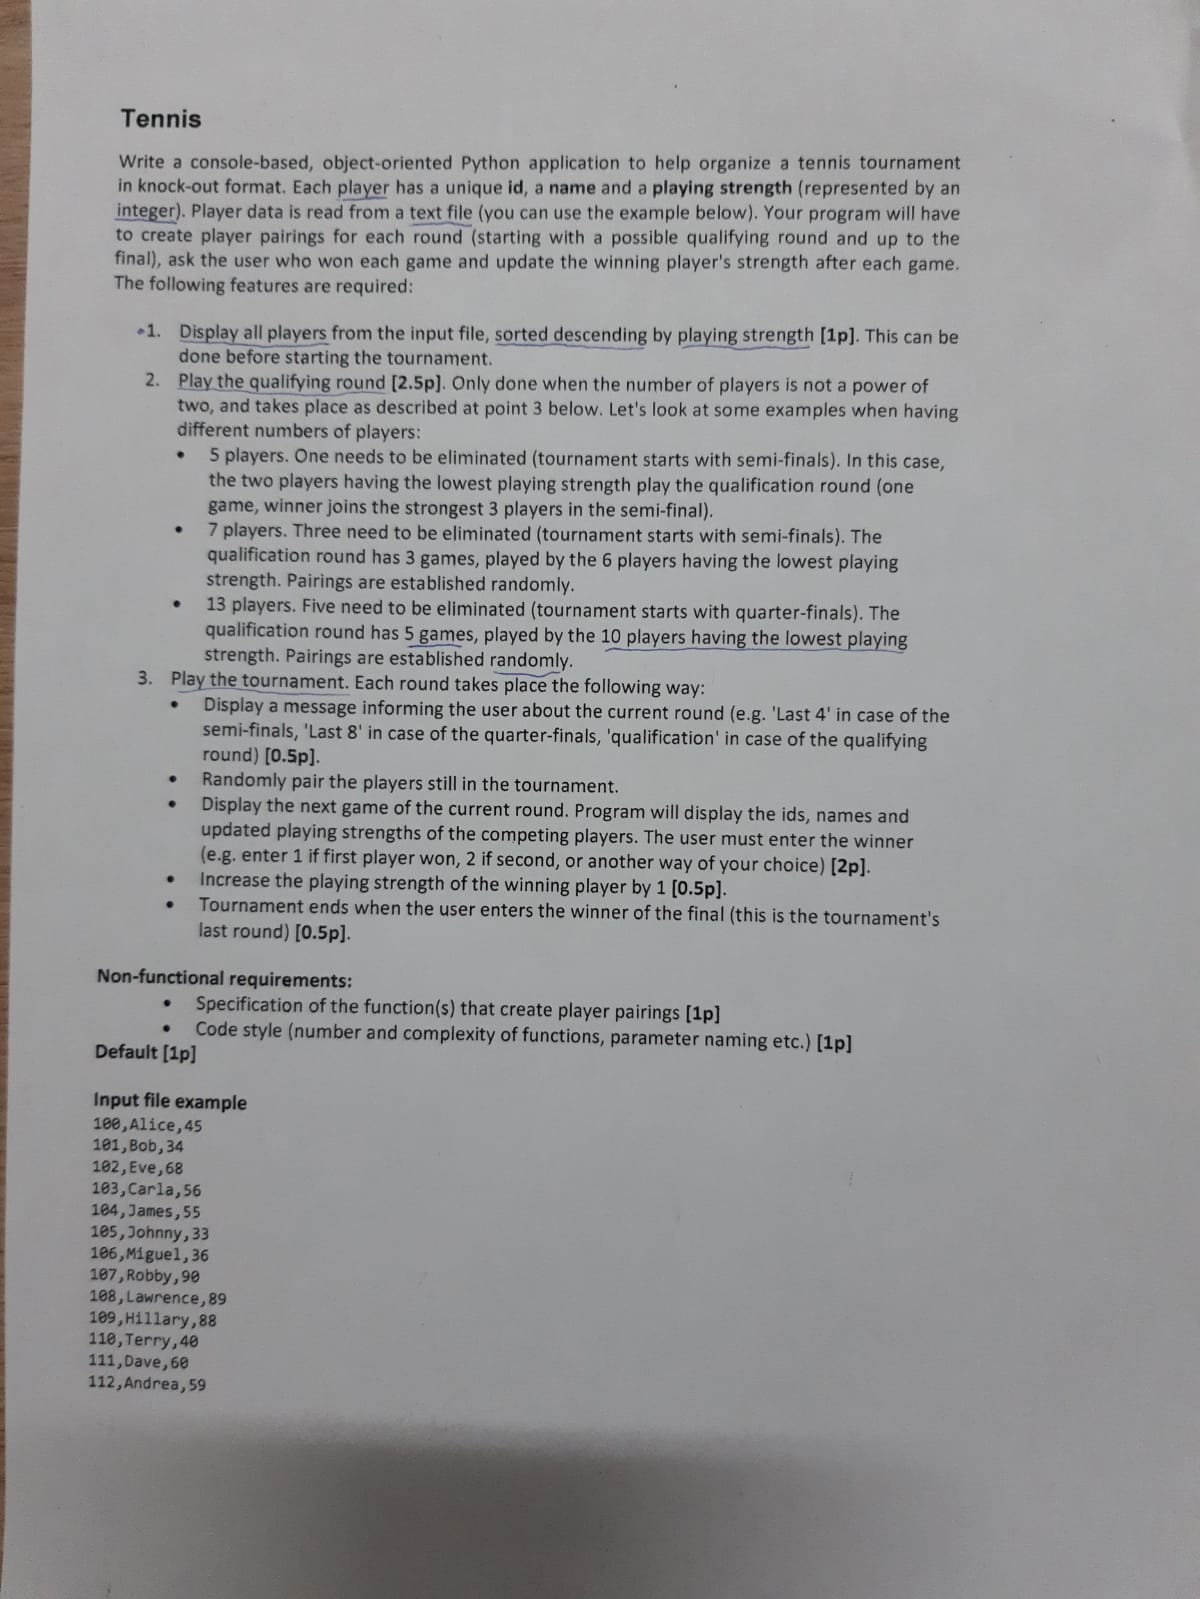 Tennis
Write a console-based, object-oriented Python application to help organize a tennis tournament
in knock-out format. Each player has a unique id, a name and a playing strength (represented by an
integer). Player data is read from a text file (you can use the example below). Your program will have
to create player pairings for each round (starting with a possible qualifying round and up to the
final), ask the user who won each game and update the winning player's strength after each game.
The following features are required:
1. Display all players from the input file, sorted descending by playing strength [1p]. This can be
done before starting the tournament.
2. Play the qualifying round [2.5p]. Only done when the number of players is not a power of
two, and takes place as described at point 3 below. Let's look at some examples when having
different numbers of players:
• 5 players. One needs to be eliminated (tournament starts with semi-finals). In this case,
the two players having the lowest playing strength play the qualification round (one
game, winner joins the strongest 3 players in the semi-final).
• 7 players. Three need to be eliminated (tournament starts with semi-finals). The
qualification round has 3 games, played by the 6 players having the lowest playing
strength. Pairings are established randomly.
• 13 players. Five need to be eliminated (tournament starts with quarter-finals). The
qualification round has 5 games, played by the 10 players having the lowest playing
strength. Pairings are established randomly.
3. Play the tournament. Each round takes place the following way:
• Display a message informing the user about the current round (e.g. 'Last 4' in case of the
semi-finals, 'Last 8' in case of the quarter-finals, 'qualification' in case of the qualifying
round) [0.5p].
• Randomly pair the players still in the tournament.
• Display the next game of the current round. Program will display the ids, names and
updated playing strengths of the competing players. The user must enter the winner
(e.g. enter 1 if first player won, 2 if second, or another way of your choice) [2p].
• Increase the playing strength of the winning player by 1 [0.5p].
• Tournament ends when the user enters the winner of the final (this is the tournament's
last round) [0.5p].
Non-functional requirements:
• Specification of the function(s) that create player pairings [1p]
• Code style (number and complexity of functions, parameter naming etc.) [1p]
Default [1p]
Input file example
100,Alice,45
101,Bob,34
102,Eve,68
103,Carla,56
104,James,55
105,Johnny,33
106,Miguel,36
107,Robby,90
108,Lawrence,89
109,Hillary,88
110,Terry,40
111,Dave,60
112,Andrea,59